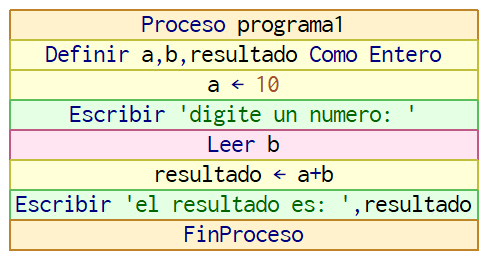 Proceso programa1
Definir a,b,resultado Como Entero
a ← 10
Escribir 'digite un numero: '
Leer b
resultado ← a+b
Escribir 'el resultado es: ',resultado
FinProceso